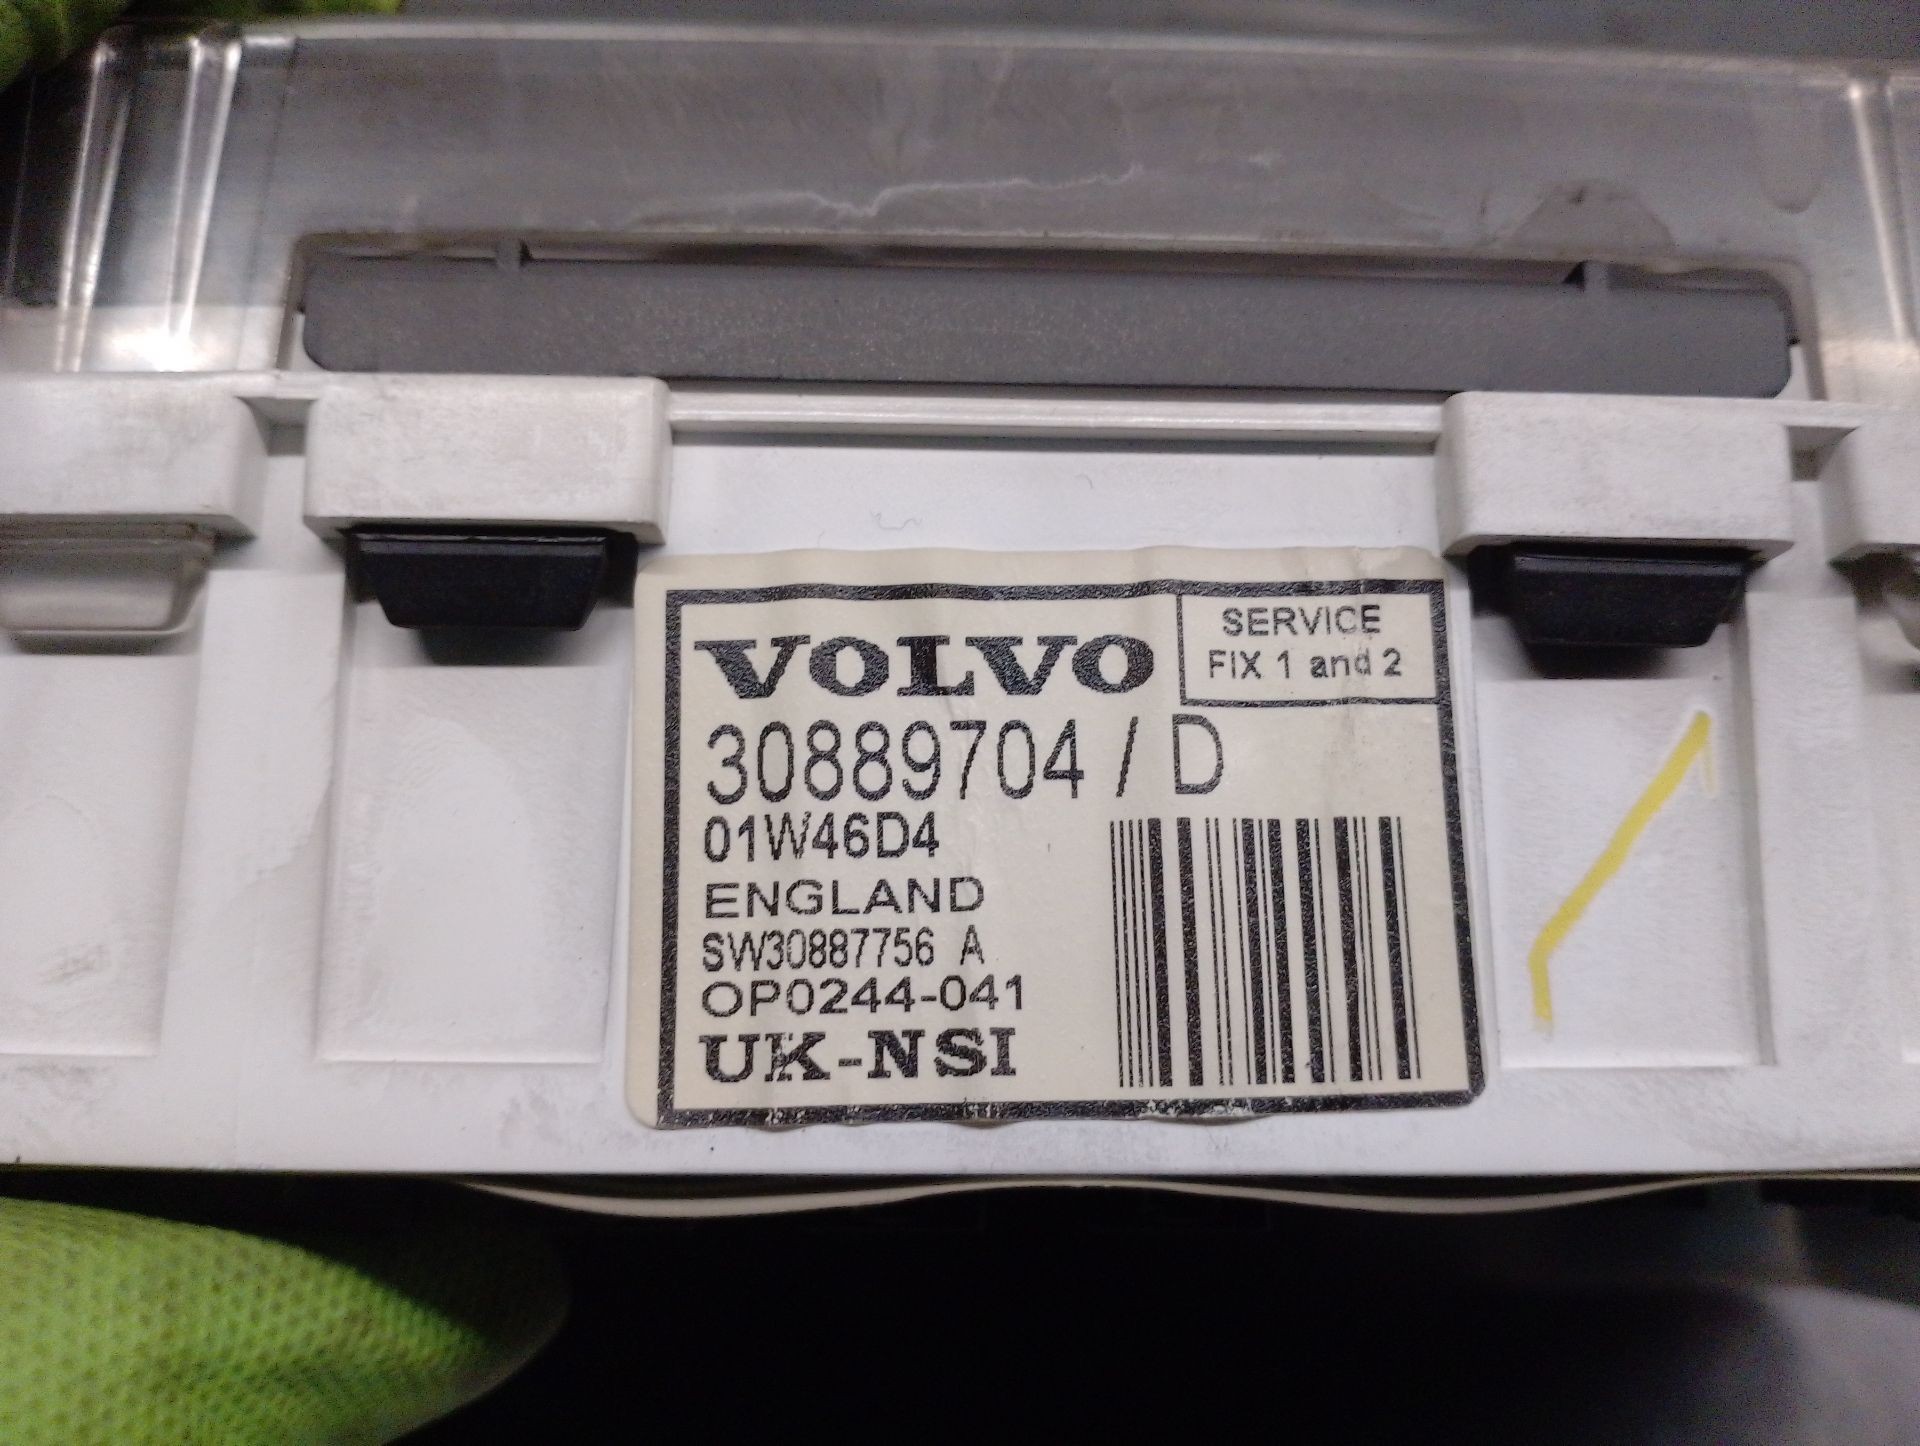 VOLVO
SERVICE
FIX 1 and 2
30889704 / D
01W46D4
ENGLAND
SW30887756 A
OP0244-041
UK-NSI